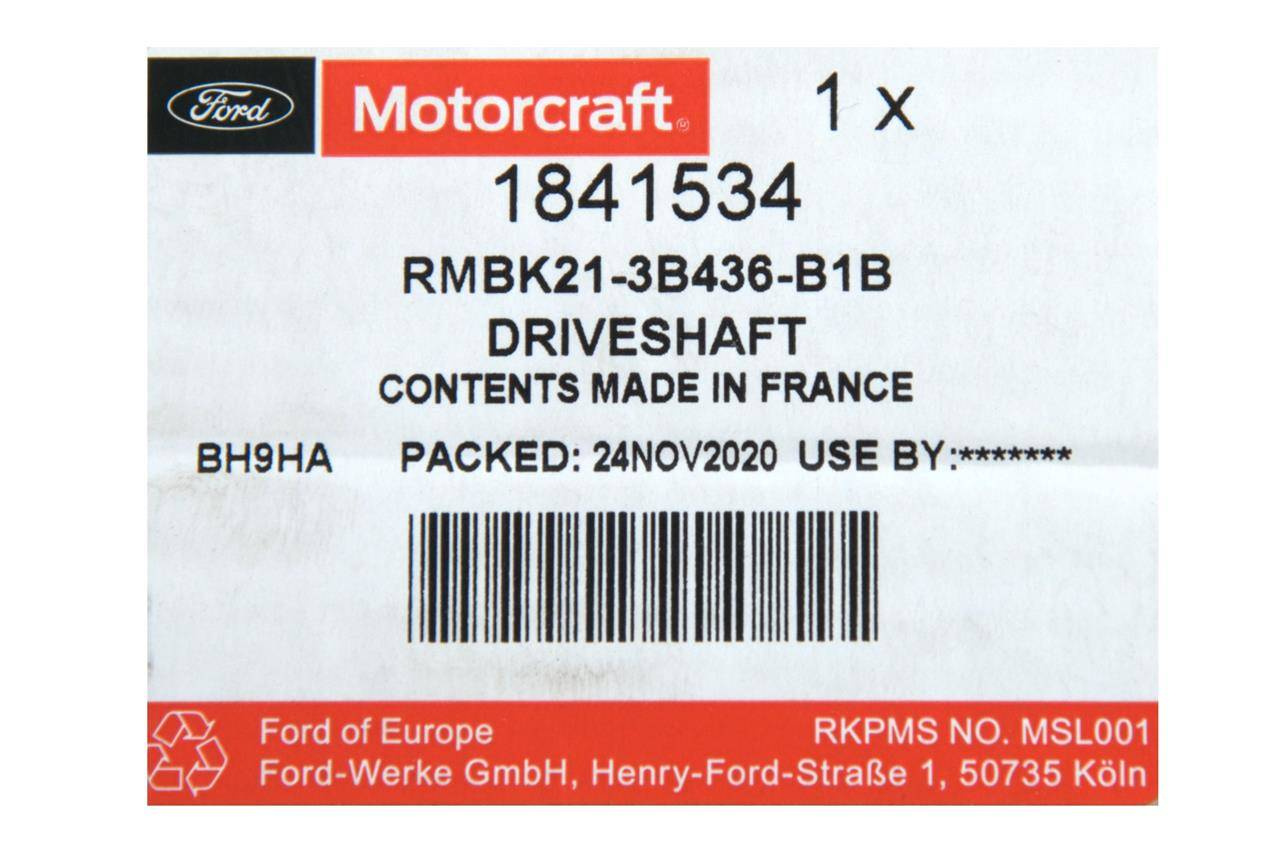 Ford Motorcraft 1 x
1841534
RMBK21-3B436-B1B
DRIVESHAFT
CONTENTS MADE IN FRANCE
BH9HA PACKED: 24NOV2020 USE BY:*******
Ford of Europe RKPMS NO. MSL001
Ford-Werke GmbH, Henry-Ford-Straße 1, 50735 Köln